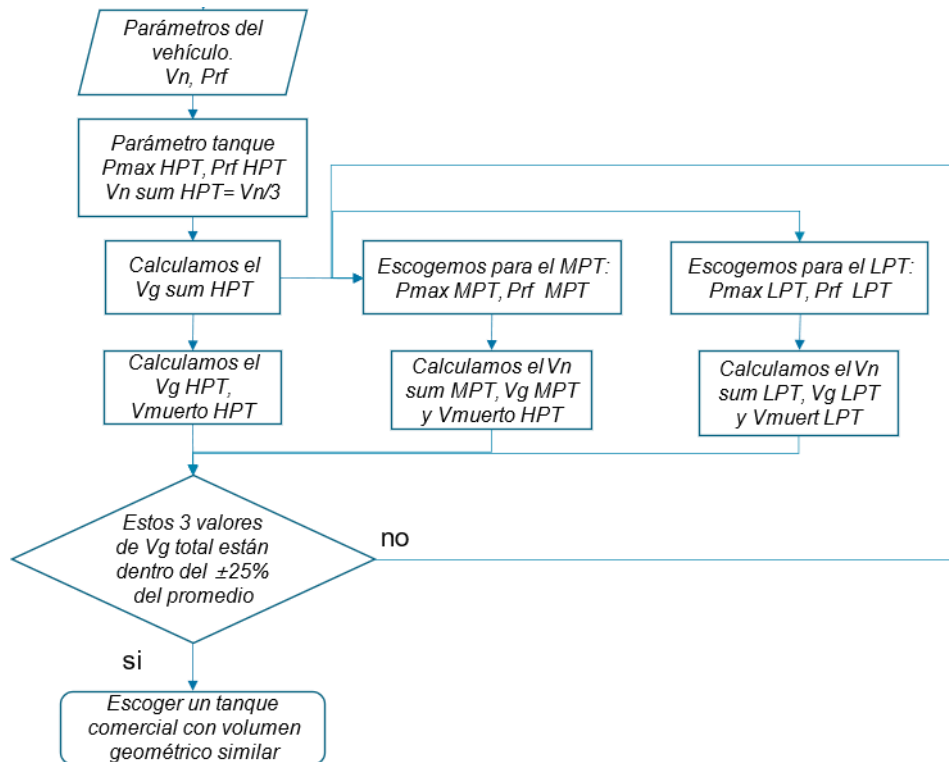 Parámetros del
vehículo.
Vn, Prf
Parámetro tanque
Pmax HPT, Prf HPT
Vn sum HPT= Vn/3
Calculamos el
Vg sum HPT
Escogemos para el MPT:
Pmax MPT, Prf MPT
Escogemos para el LPT:
Pmax LPT, Prf LPT
Calculamos el
Vg HPT,
Vmuerto HPT
Calculamos el Vn
sum MPT, Vg MPT
y Vmuerto HPT
Calculamos el Vn
sum LPT, Vg LPT
y Vmuert LPT
Estos 3 valores
de Vg total están
dentro del ±25%
del promedio
no
si
Escoger un tanque
comercial con volumen
geométrico similar